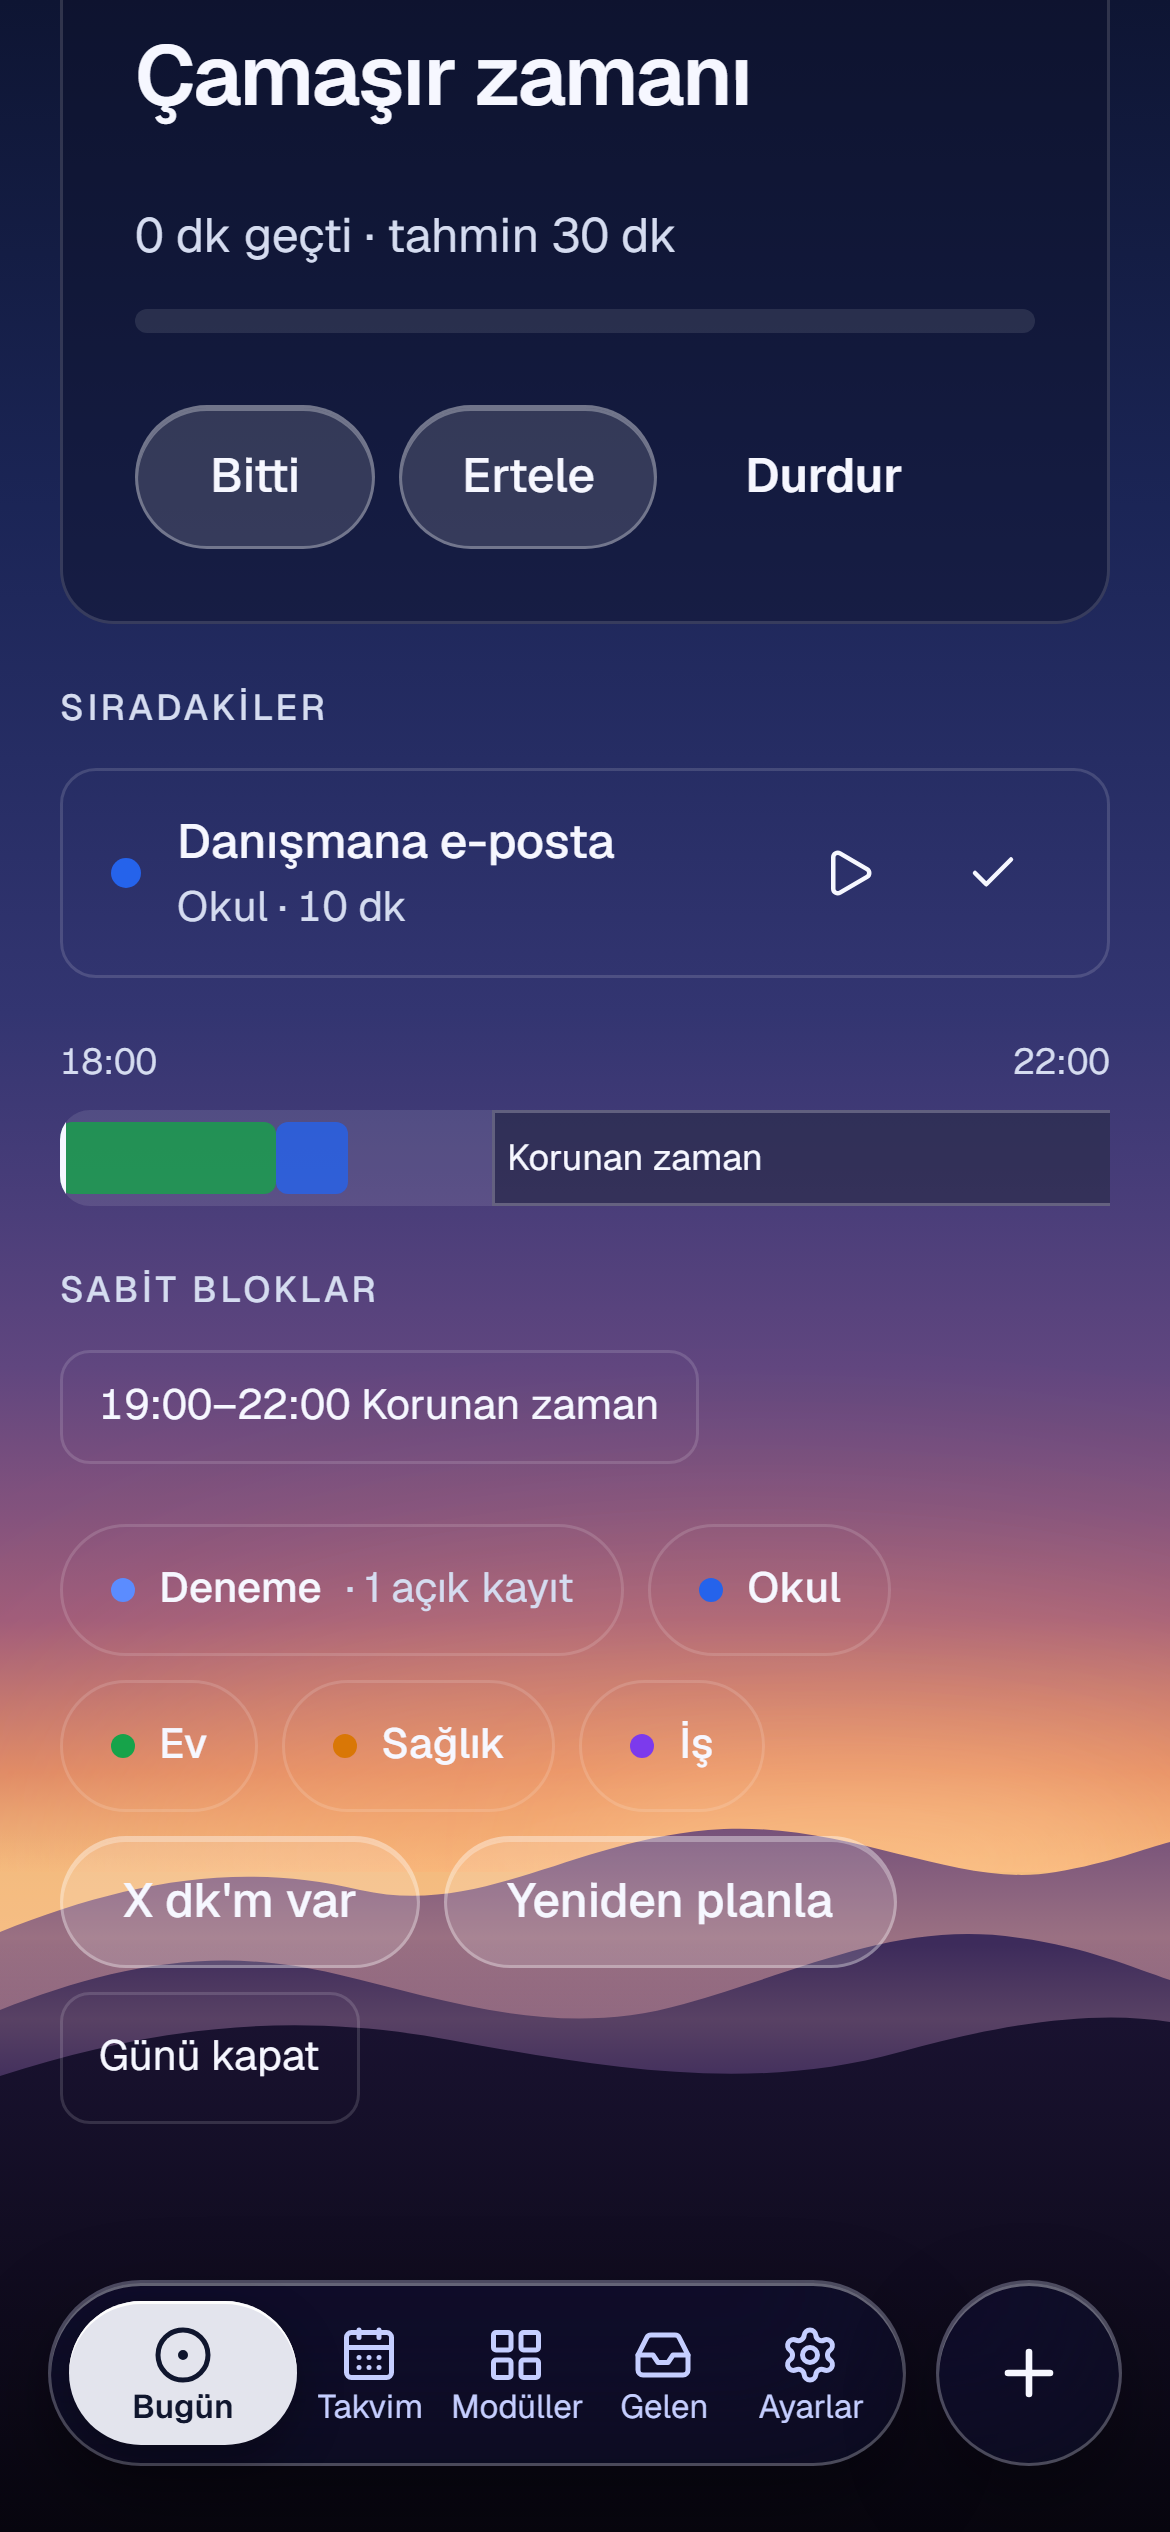 Çamaşır zamanı
0 dk geçti · tahmin 30 dk
Bitti Ertele Durdur
SIRADAKİLER
Danışmana e-posta
Okul · 10 dk
18:00 22:00
Korunan zaman
SABİT BLOKLAR
19:00–22:00 Korunan zaman
Deneme · 1 açık kayıt Okul
Ev Sağlık İş
X dk'm var Yeniden planla
Günü kapat
Bugün Takvim Modüller Gelen Ayarlar